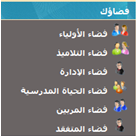 فضاؤك
فضاء الأولياء
فضاء التلاميذ
فضاء الإدارة
فضاء الحياة المدرسية
فضاء المربين
فضاء المتفقد